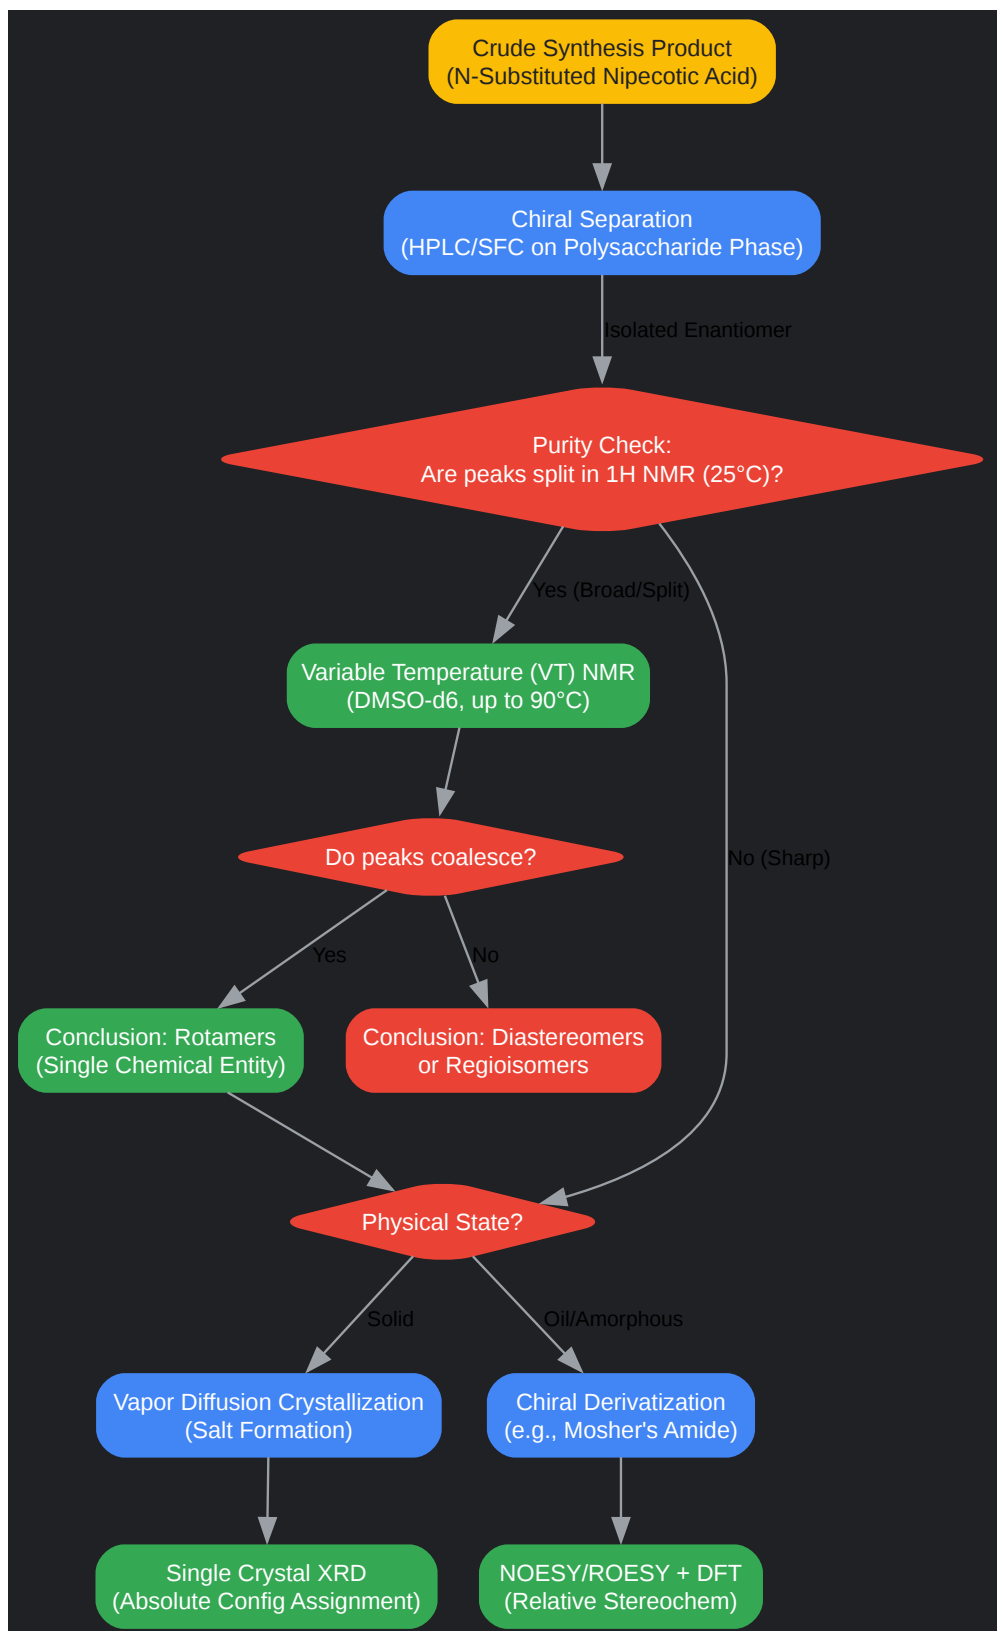 Crude Synthesis Product
(N-Substituted Nipecotic Acid)
Chiral Separation
(HPLC/SFC on Polysaccharide Phase)
Isolated Enantiomer
Purity Check:
Are peaks split in 1H NMR (25°C)?
Yes (Broad/Split)
Variable Temperature (VT) NMR
(DMSO-d6, up to 90°C)
Do peaks coalesce?
No (Sharp)
Yes
No
Conclusion: Rotamers
(Single Chemical Entity)
Conclusion: Diastereomers
or Regioisomers
Physical State?
Solid
Oil/Amorphous
Vapor Diffusion Crystallization
(Salt Formation)
Chiral Derivatization
(e.g., Mosher's Amide)
Single Crystal XRD
(Absolute Config Assignment)
NOESY/ROESY + DFT
(Relative Stereochem)